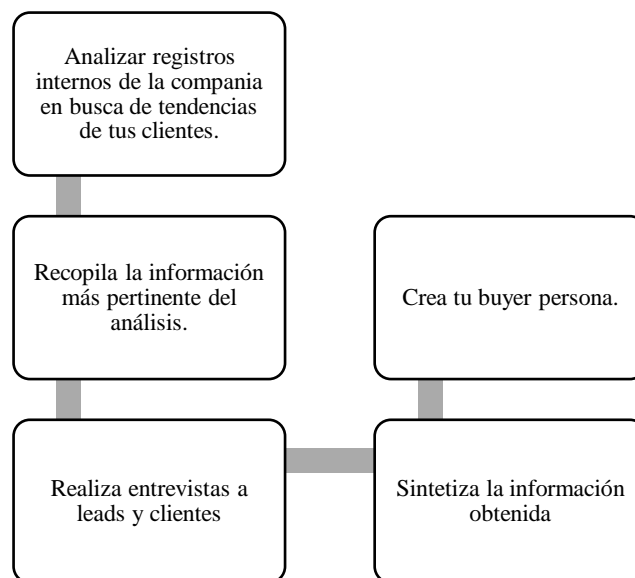 Analizar registros
internos de la compania
en busca de tendencias
de tus clientes.
Recopila la información
más pertinente del
análisis.
Realiza entrevistas a
leads y clientes
Sintetiza la información
obtenida
Crea tu buyer persona.